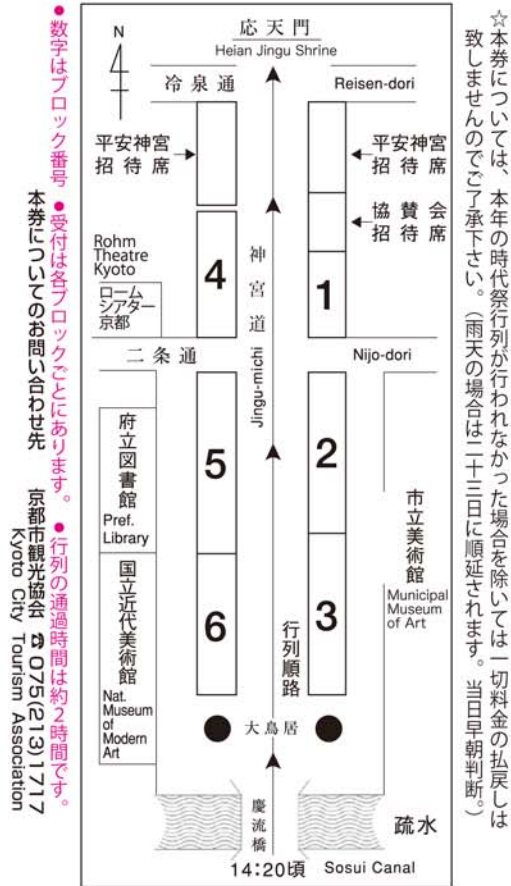 ☆本券については、本年の時代祭行列が行われなかった場合を除いては一切料金の払戻しは
致しませんのでご了承下さい。（雨天の場合は二十三日に順延されます。当日早朝判断。）
応天門
Heian Jingu Shrine
N
冷泉通
Reisen-dori
平安神宮
招待席
平安神宮
招待席
協賛会
招待席
Rohm
Theatre
Kyoto
ローム
シアター
京都
4
神宮道
Jingu-michi
1
二条通
Nijo-dori
府立図書館
Pref.
Library
5
2
市立美術館
Municipal
Museum
of Art
国立近代美術館
Nat.
Museum
of
Modern
Art
6
行列順路
3
大鳥居
慶流橋
疏水
14:20頃
Sosui Canal
●数字はブロック番号 ●受付は各ブロックごとにあります。 ●行列の通過時間は約2時間です。
本券についてのお問い合わせ先 京都市観光協会 ☎075(213)1717
Kyoto City Tourism Association